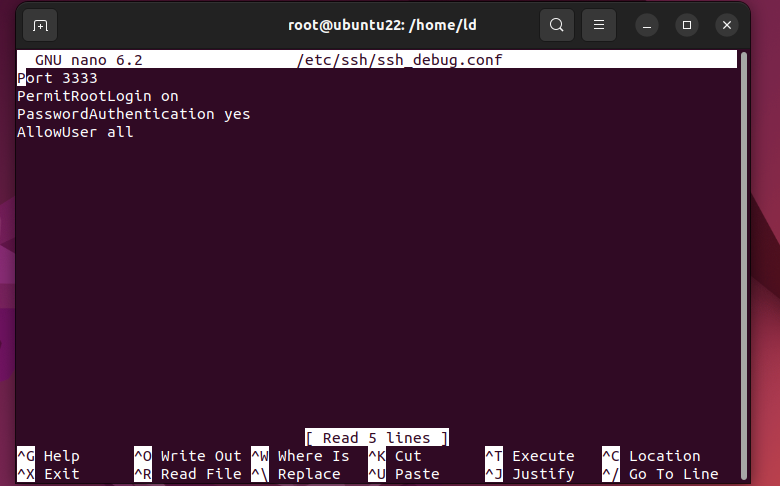 root@ubuntu22: /home/ld
GNU nano 6.2 /etc/ssh/ssh_debug.conf
Port 3333
PermitRootLogin on
PasswordAuthentication yes
AllowUser all
[ Read 5 lines ]
^G Help ^O Write Out ^W Where Is ^K Cut ^T Execute ^C Location
^X Exit ^R Read File ^\ Replace ^U Paste ^J Justify ^/ Go To Line